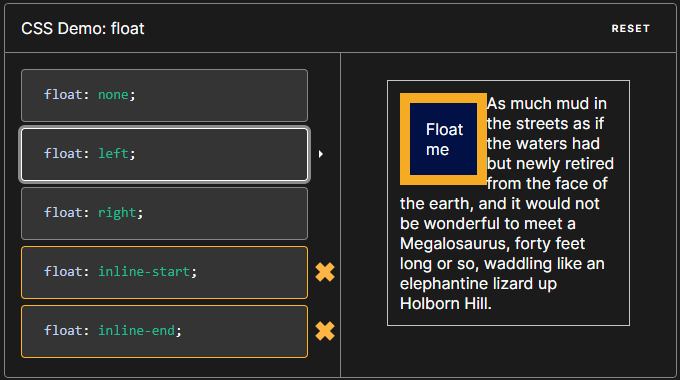 CSS Demo: float
RESET
float: none;
float: left;
float: right;
float: inline-start;
float: inline-end;
Float
me
As much mud in
the streets as if
the waters had
but newly retired
from the face of
the earth, and it would not
be wonderful to meet a
Megalosaurus, forty feet
long or so, waddling like an
elephantine lizard up
Holborn Hill.